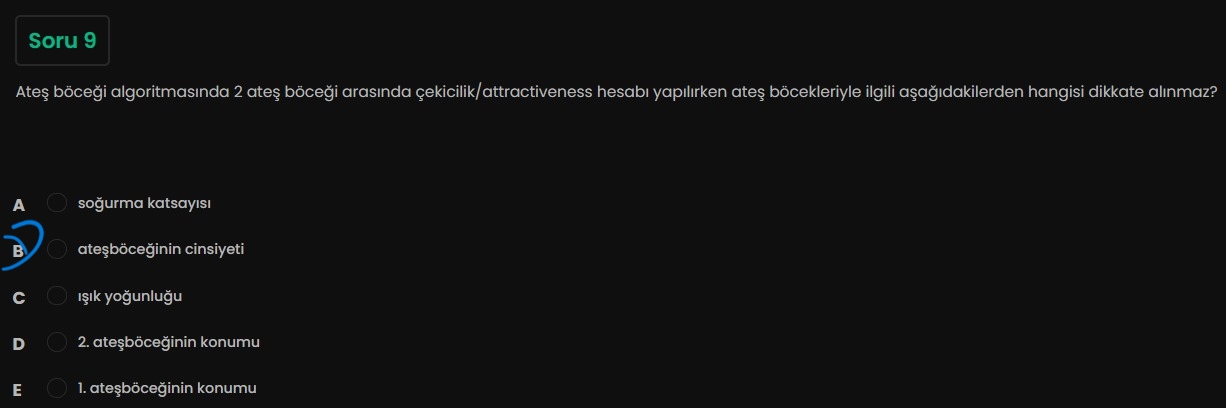 Soru 9
Ateş böceği algoritmasında 2 ateş böceği arasında çekicilik/attractiveness hesabı yapılırken ateş böcekleriyle ilgili aşağıdakilerden hangisi dikkate alınmaz?
A soğurma katsayısı
B ateşböceğinin cinsiyeti
C ışık yoğunluğu
D 2. ateşböceğinin konumu
E 1. ateşböceğinin konumu